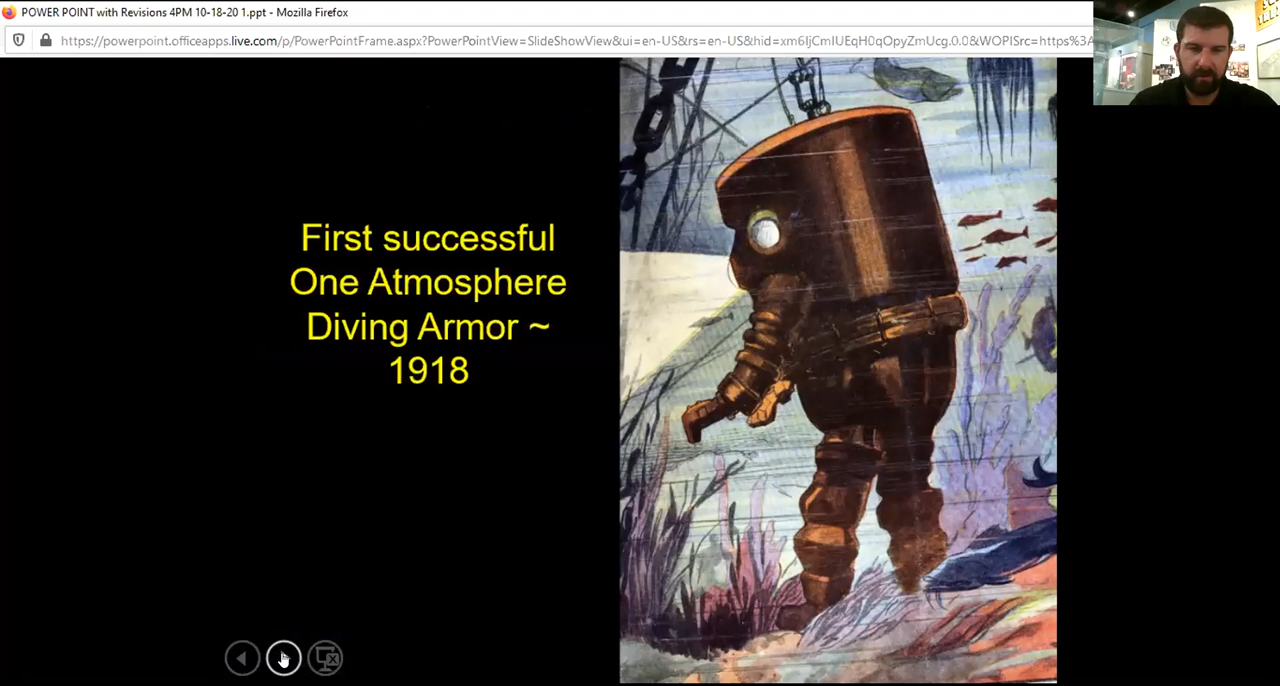 POWER POINT with Revisions 4PM 10-18-20 1.ppt - Mozilla Firefox
https://powerpoint.officeapps.live.com/p/PowerPointFrame.aspx?PowerPointView=SlideShowView&ui=en-US&rs=en-US&hid=xm6IjCmIUEqH0qOpyZmUcg.0.0&WOPISrc=https%3A
First successful
One Atmosphere
Diving Armor ~
1918